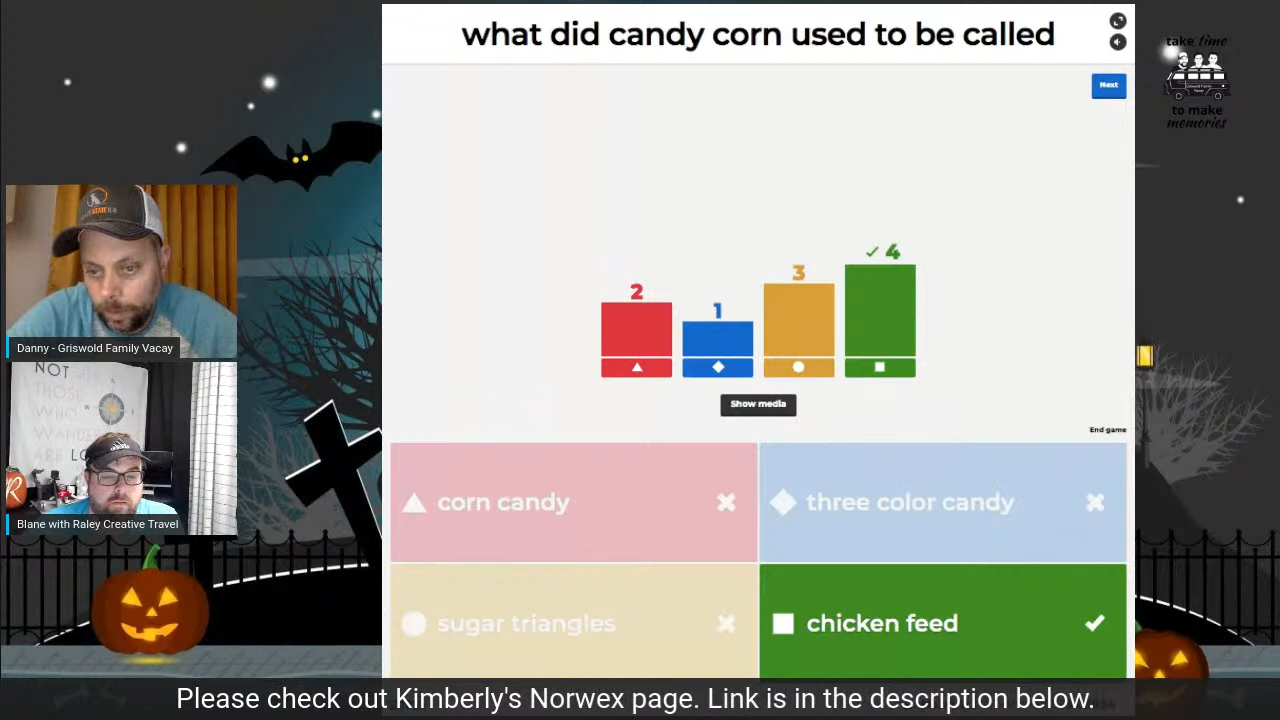 what did candy corn used to be called
take time
to make
memories
Next
2
1
3
4
Show media
End game
corn candy
three color candy
sugar triangles
chicken feed
Danny - Griswold Family Vacay
NOT
THOSE
WHO
WANDER
ARE LO
Blane with Raley Creative Travel
Please check out Kimberly's Norwex page. Link is in the description below.